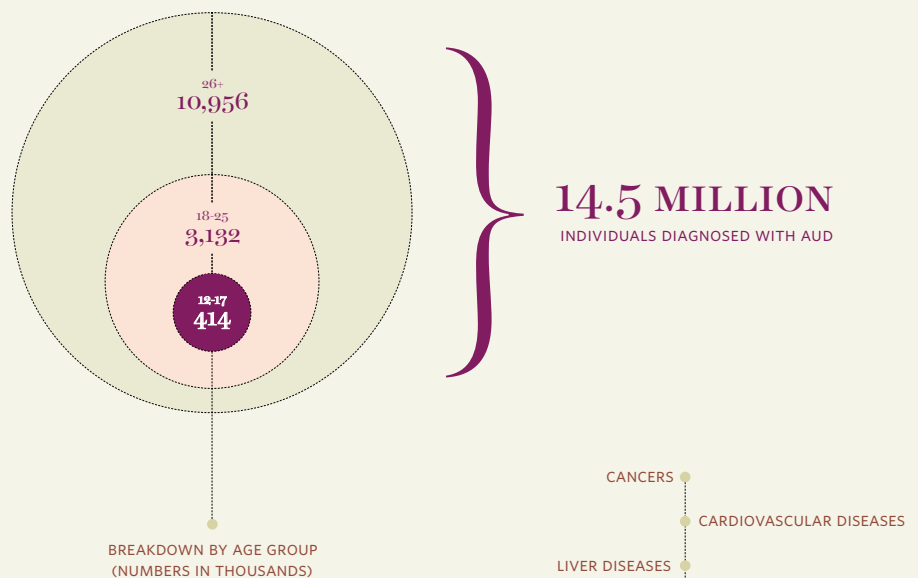 26+
10,956
18-25
3,132
12-17
414
14.5 MILLION
INDIVIDUALS DIAGNOSED WITH AUD
BREAKDOWN BY AGE GROUP
(NUMBERS IN THOUSANDS)
CANCERS
CARDIOVASCULAR DISEASES
LIVER DISEASES